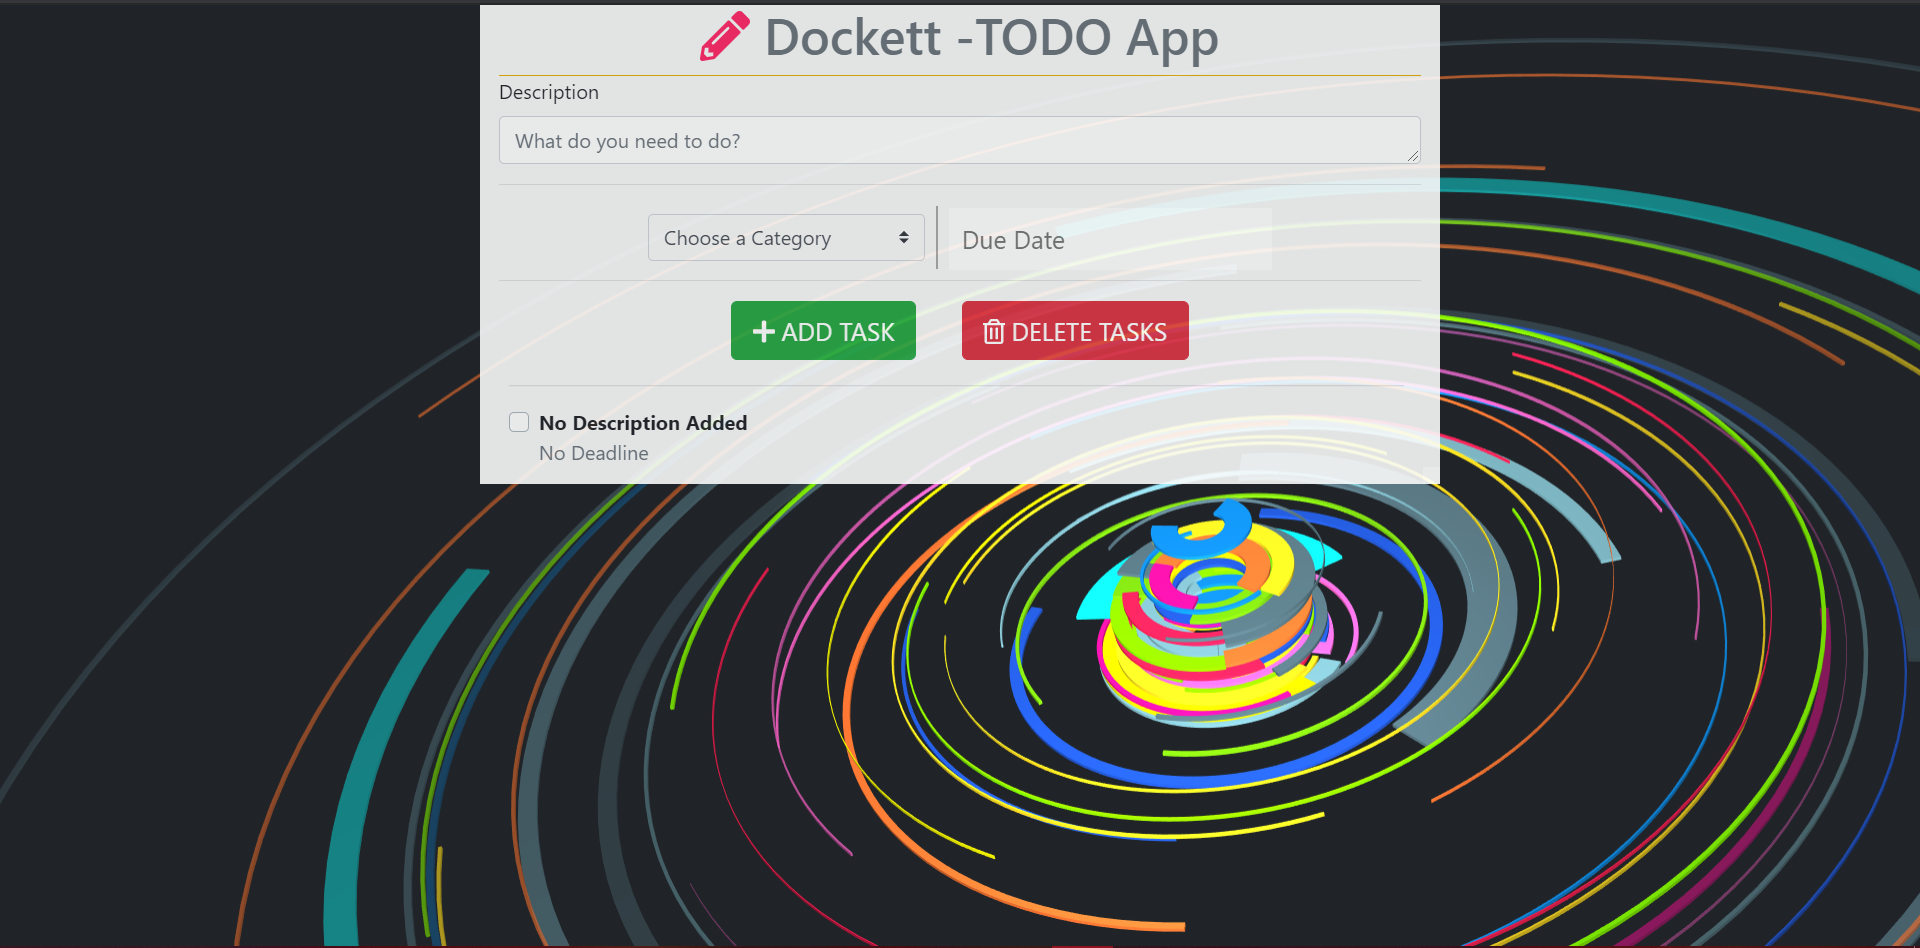 Dockett -TODO App
Description
What do you need to do?
Choose a Category
Due Date
ADD TASK
DELETE TASKS
No Description Added
No Deadline